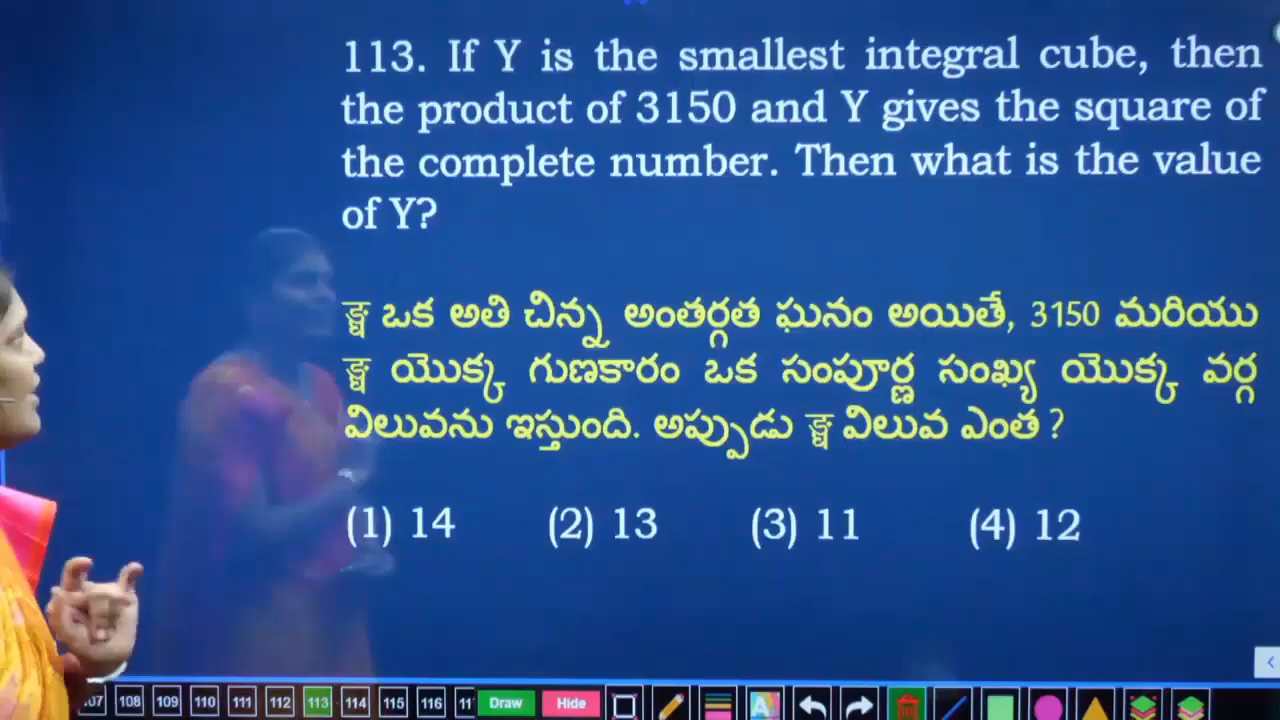 113. If Y is the smallest integral cube, then
the product of 3150 and Y gives the square of
the complete number. Then what is the value
of Y?
ఒక అతి చిన్న అంతర్గత ఘనం అయితే, 3150 మరియు
యొక్క గుణకారం ఒక సంపూర్ణ సంఖ్య యొక్క వర్గ
విలువను ఇస్తుంది. అప్పుడు విలువ ఎంత ?
(1) 14 (2) 13 (3) 11 (4) 12
108 109 110 111 112 113 114 115 116 Draw Hide